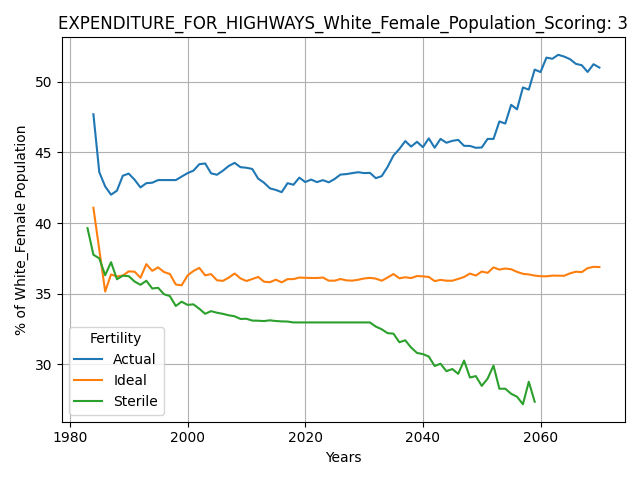 EXPENDITURE_FOR_HIGHWAYS_White_Female_Population_Scoring: 3
% of White_Female Population
50
45
40
35
30
Fertility
Actual
Ideal
Sterile
1980
2000
2020
2040
2060
Years